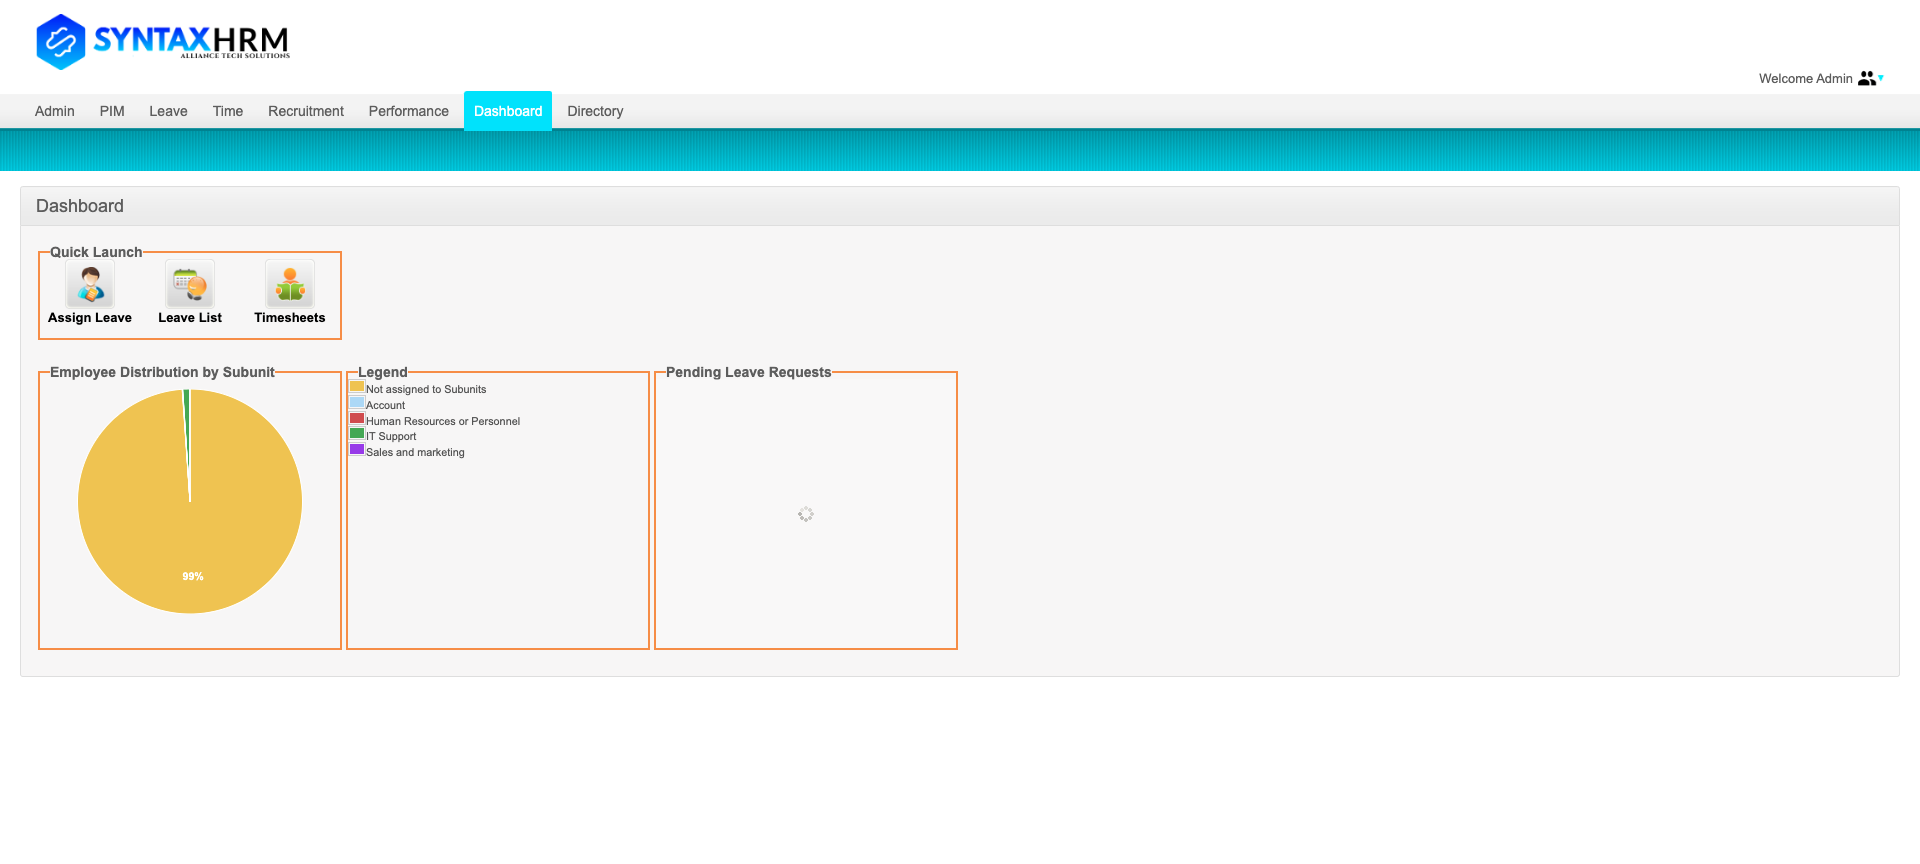 SYNTAXHRM
ALLIANCE TECH SOLUTIONS
Welcome Admin
Admin PIM Leave Time Recruitment Performance Dashboard Directory
Dashboard
Quick Launch
Assign Leave Leave List Timesheets
Employee Distribution by Subunit
99%
Legend
Not assigned to Subunits
Account
Human Resources or Personnel
IT Support
Sales and marketing
Pending Leave Requests